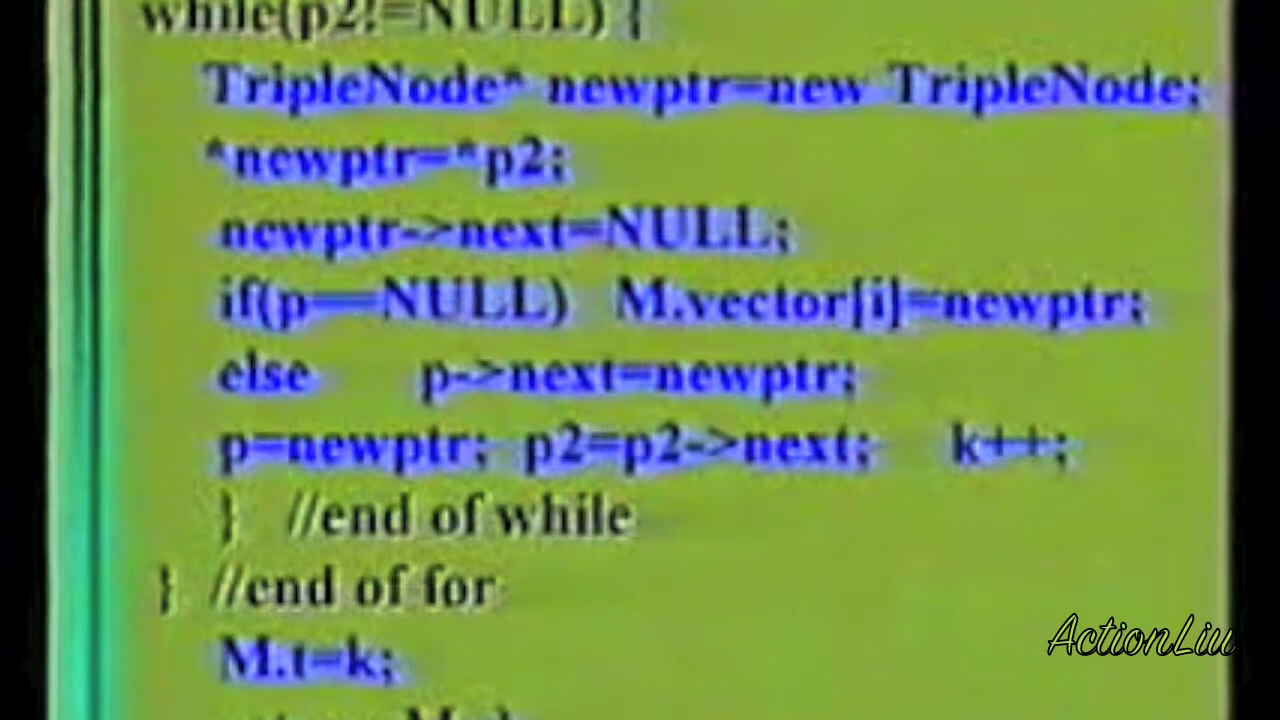 while(p2!=NULL) {
TripleNode* newptr=new TripleNode;
*newptr=*p2;
newptr->next=NULL;
if(p==NULL) M.vector[i]=newptr;
else p->next=newptr;
p=newptr; p2=p2->next; k++;
} //end of while
} //end of for
M.t=k;
ActionLiu